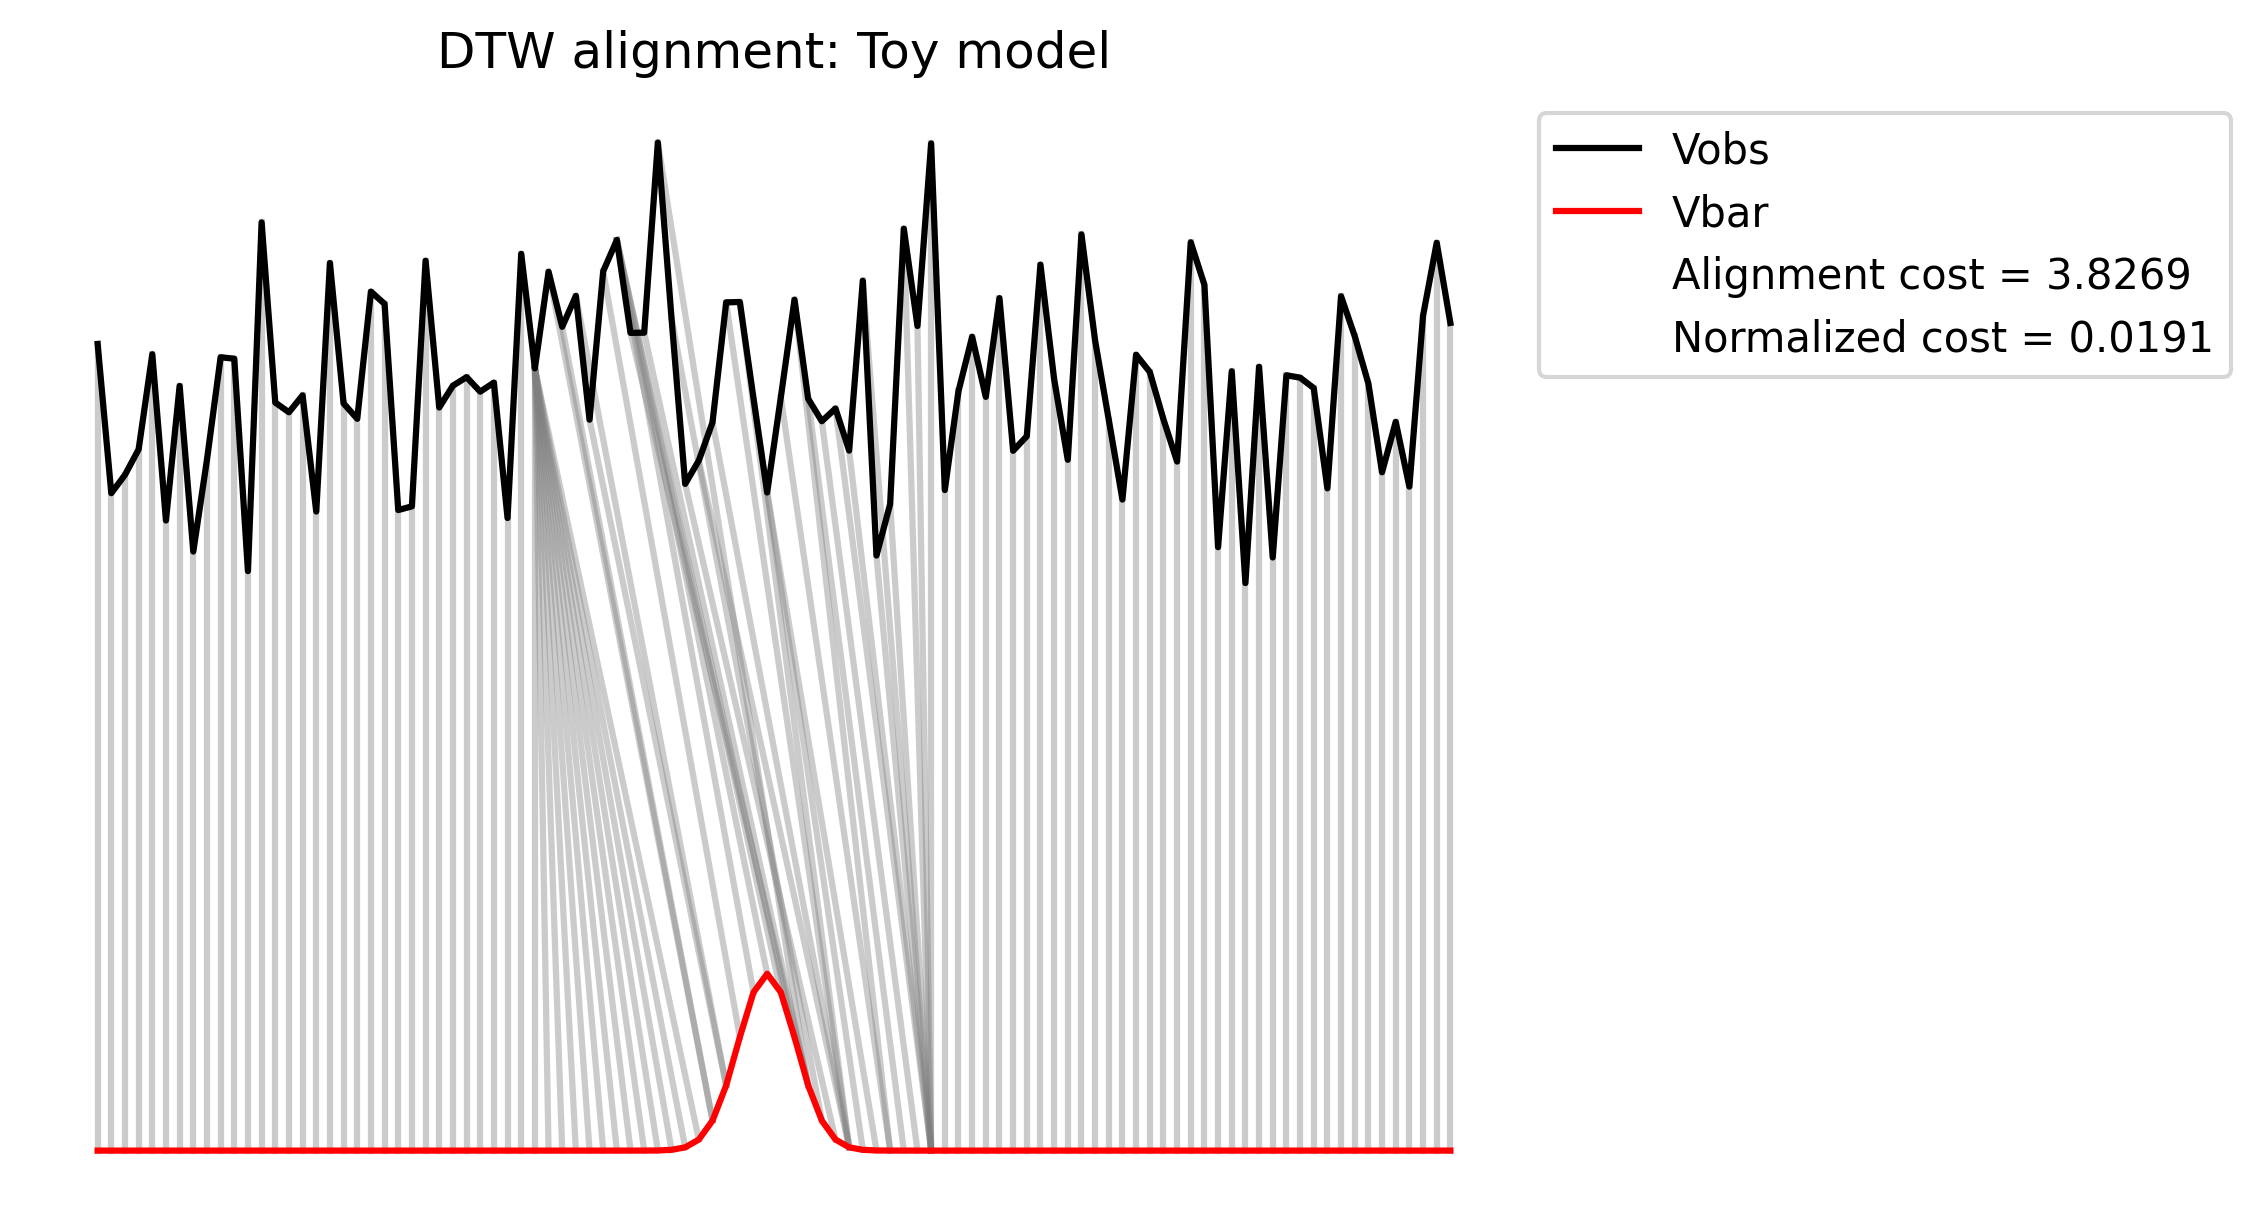 DTW alignment: Toy model
Vobs
Vbar
Alignment cost = 3.8269
Normalized cost = 0.0191